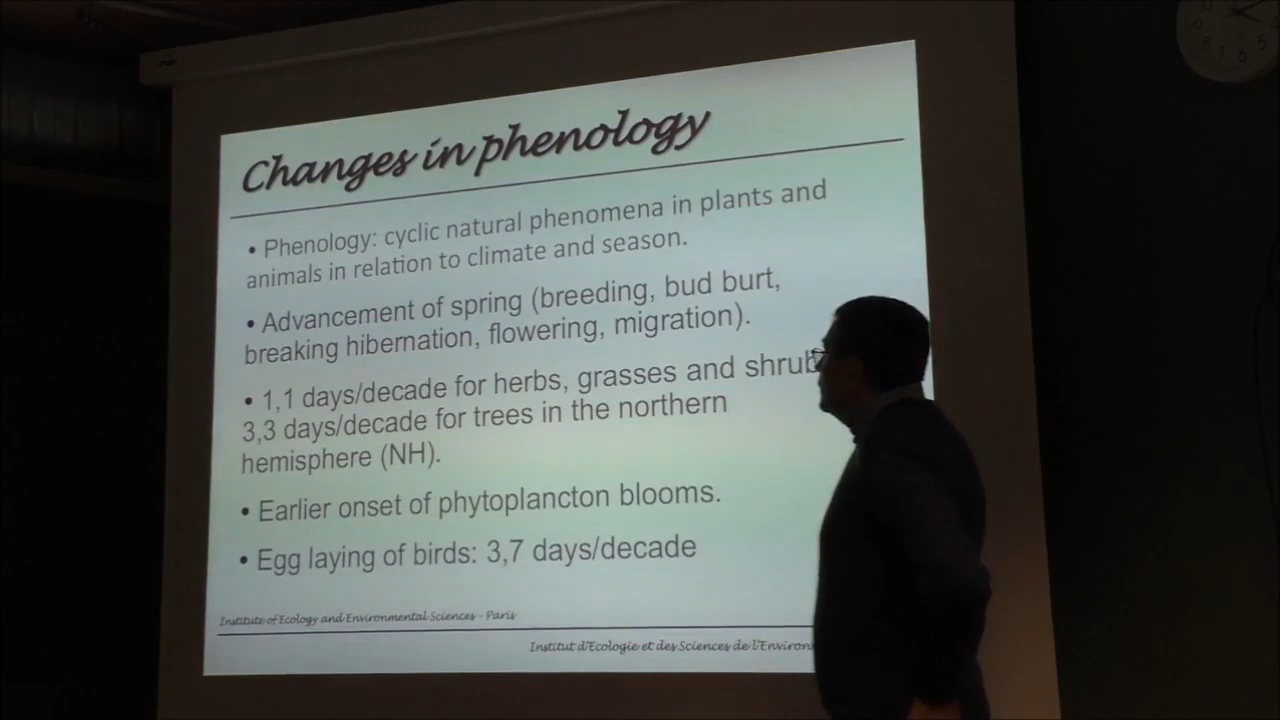 Changes in phenology
• Phenology: cyclic natural phenomena in plants and
animals in relation to climate and season.
• Advancement of spring (breeding, bud burt,
breaking hibernation, flowering, migration).
• 1,1 days/decade for herbs, grasses and shrub
3,3 days/decade for trees in the northern
hemisphere (NH).
• Earlier onset of phytoplancton blooms.
• Egg laying of birds: 3,7 days/decade
Institute of Ecology and Environmental Sciences - Paris
Institut d'Ecologie et des Sciences de l'Environ